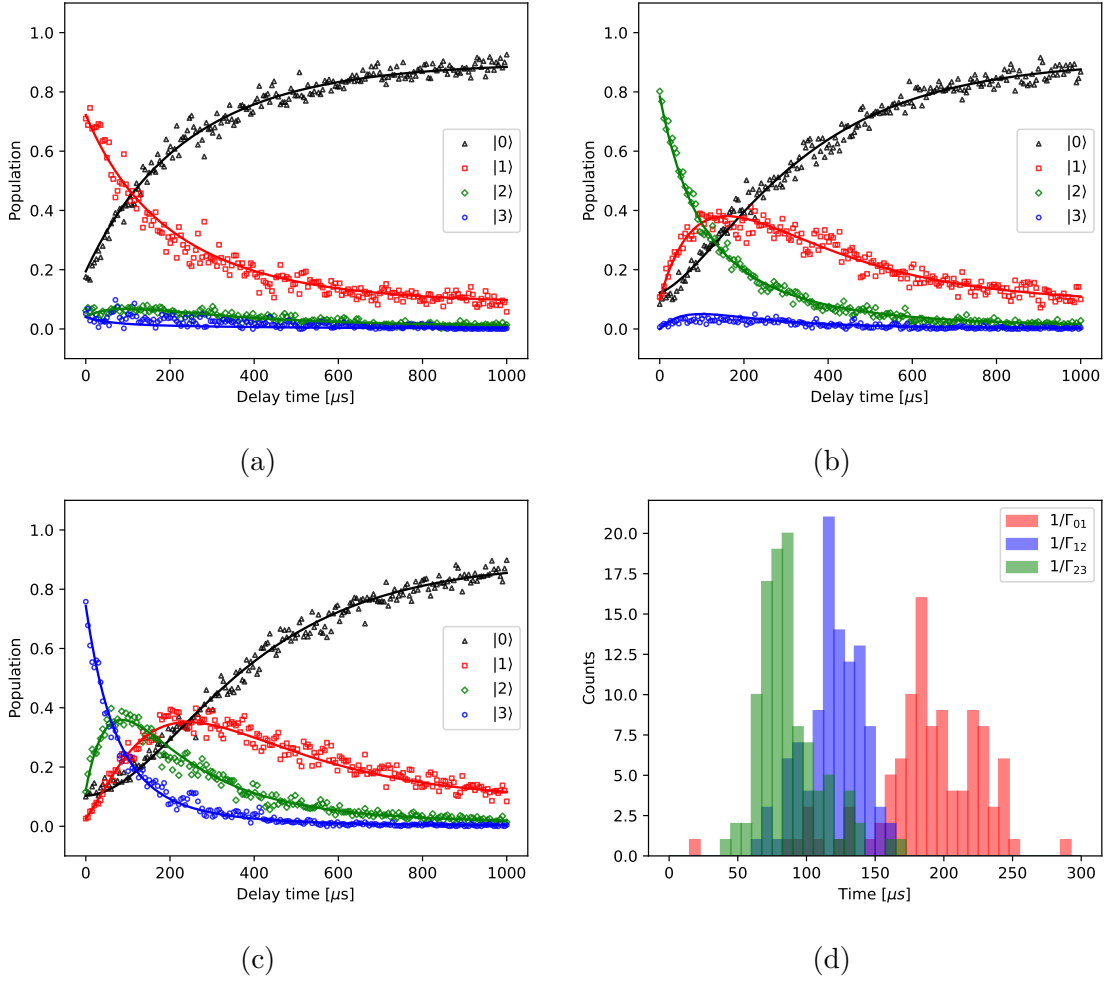 1.0
0.8
0.6
0.4
0.2
0.0
Population
|0⟩
|1⟩
|2⟩
|3⟩
0 200 400 600 800 1000
Delay time [μs]
(a)
1.0
0.8
0.6
0.4
0.2
0.0
Population
|0⟩
|1⟩
|2⟩
|3⟩
0 200 400 600 800 1000
Delay time [μs]
(b)
1.0
0.8
0.6
0.4
0.2
0.0
Population
|0⟩
|1⟩
|2⟩
|3⟩
0 200 400 600 800 1000
Delay time [μs]
(c)
20.0
17.5
15.0
12.5
10.0
7.5
5.0
2.5
0.0
Counts
1/Γ₀₁
1/Γ₁₂
1/Γ₂₃
0 50 100 150 200 250 300
Time [μs]
(d)